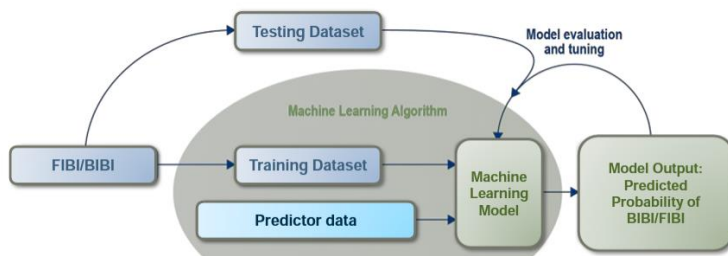 Testing Dataset
Model evaluation
and tuning
Machine Learning Algorithm
FIBI/BIBI
Training Dataset
Machine
Learning
Model
Model Output:
Predicted
Probability of
BIBI/FIBI
Predictor data